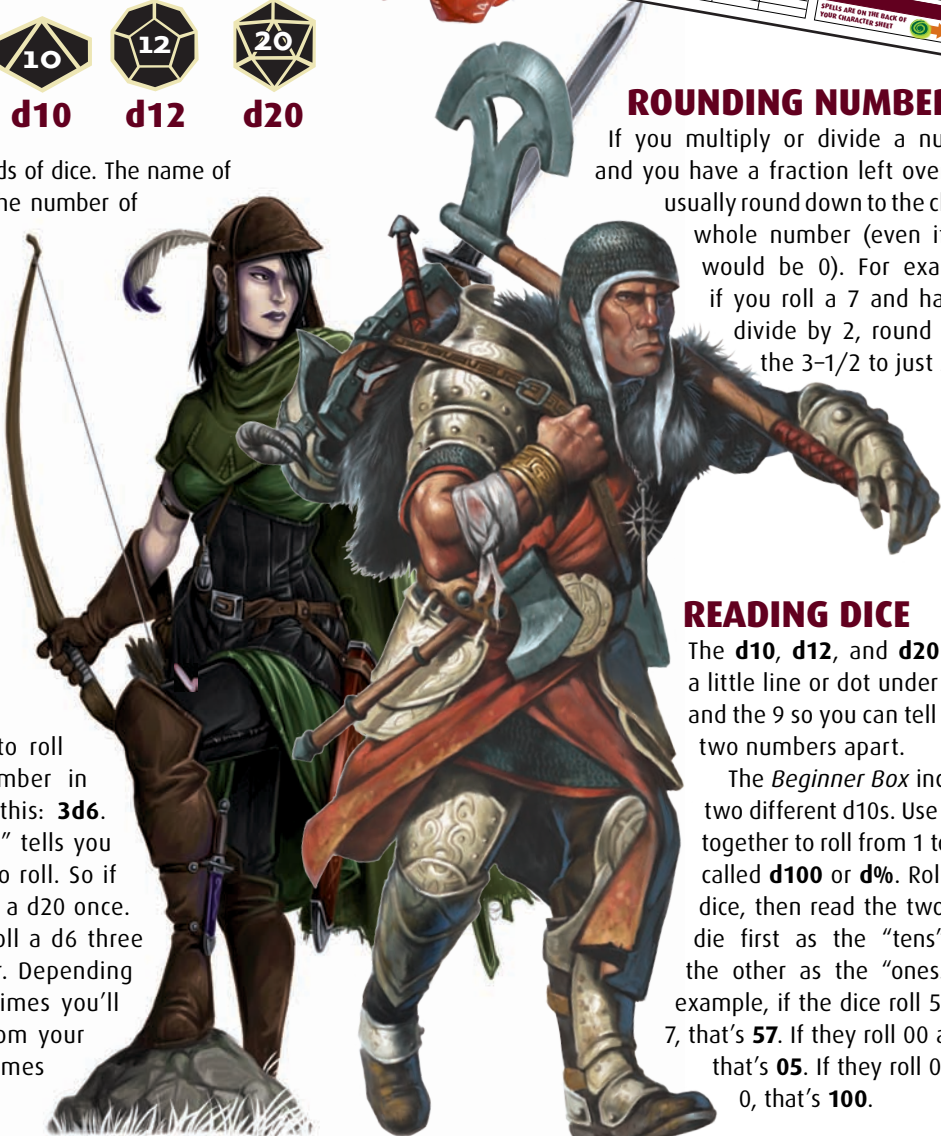 SPELLS ARE ON THE BACK OF
YOUR CHARACTER SHEET
10
12
20
d10
d12
d20
ds of dice. The name of
he number of
to roll
mber in
this: 3d6.
” tells you
o roll. So if
a d20 once.
oll a d6 three
r. Depending
imes you’ll
om your
mes
ROUNDING NUMBE
If you multiply or divide a nu
and you have a fraction left ove
usually round down to the c
whole number (even i
would be 0). For exa
if you roll a 7 and ha
divide by 2, round
the 3–1/2 to just
READING DICE
The d10, d12, and d20
a little line or dot under
and the 9 so you can tell
two numbers apart.
The Beginner Box inc
two different d10s. Use
together to roll from 1 t
called d100 or d%. Rol
dice, then read the two
die first as the “tens”
the other as the “ones
example, if the dice roll 5
7, that’s 57. If they roll 00 a
that’s 05. If they roll 0
0, that’s 100.